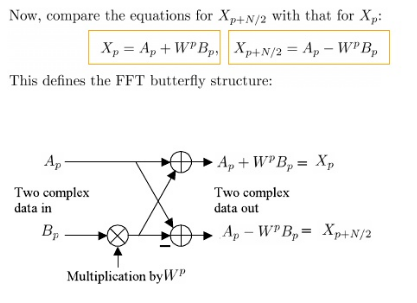 Now, compare the equations for X_{p+N/2} with that for X_p:
X_p = A_p + W^p B_p, X_{p+N/2} = A_p − W^p B_p
This defines the FFT butterfly structure:
A_p A_p + W^p B_p = X_p
Two complex Two complex
data in data out
B_p A_p − W^p B_p = X_{p+N/2}
Multiplication by W^p